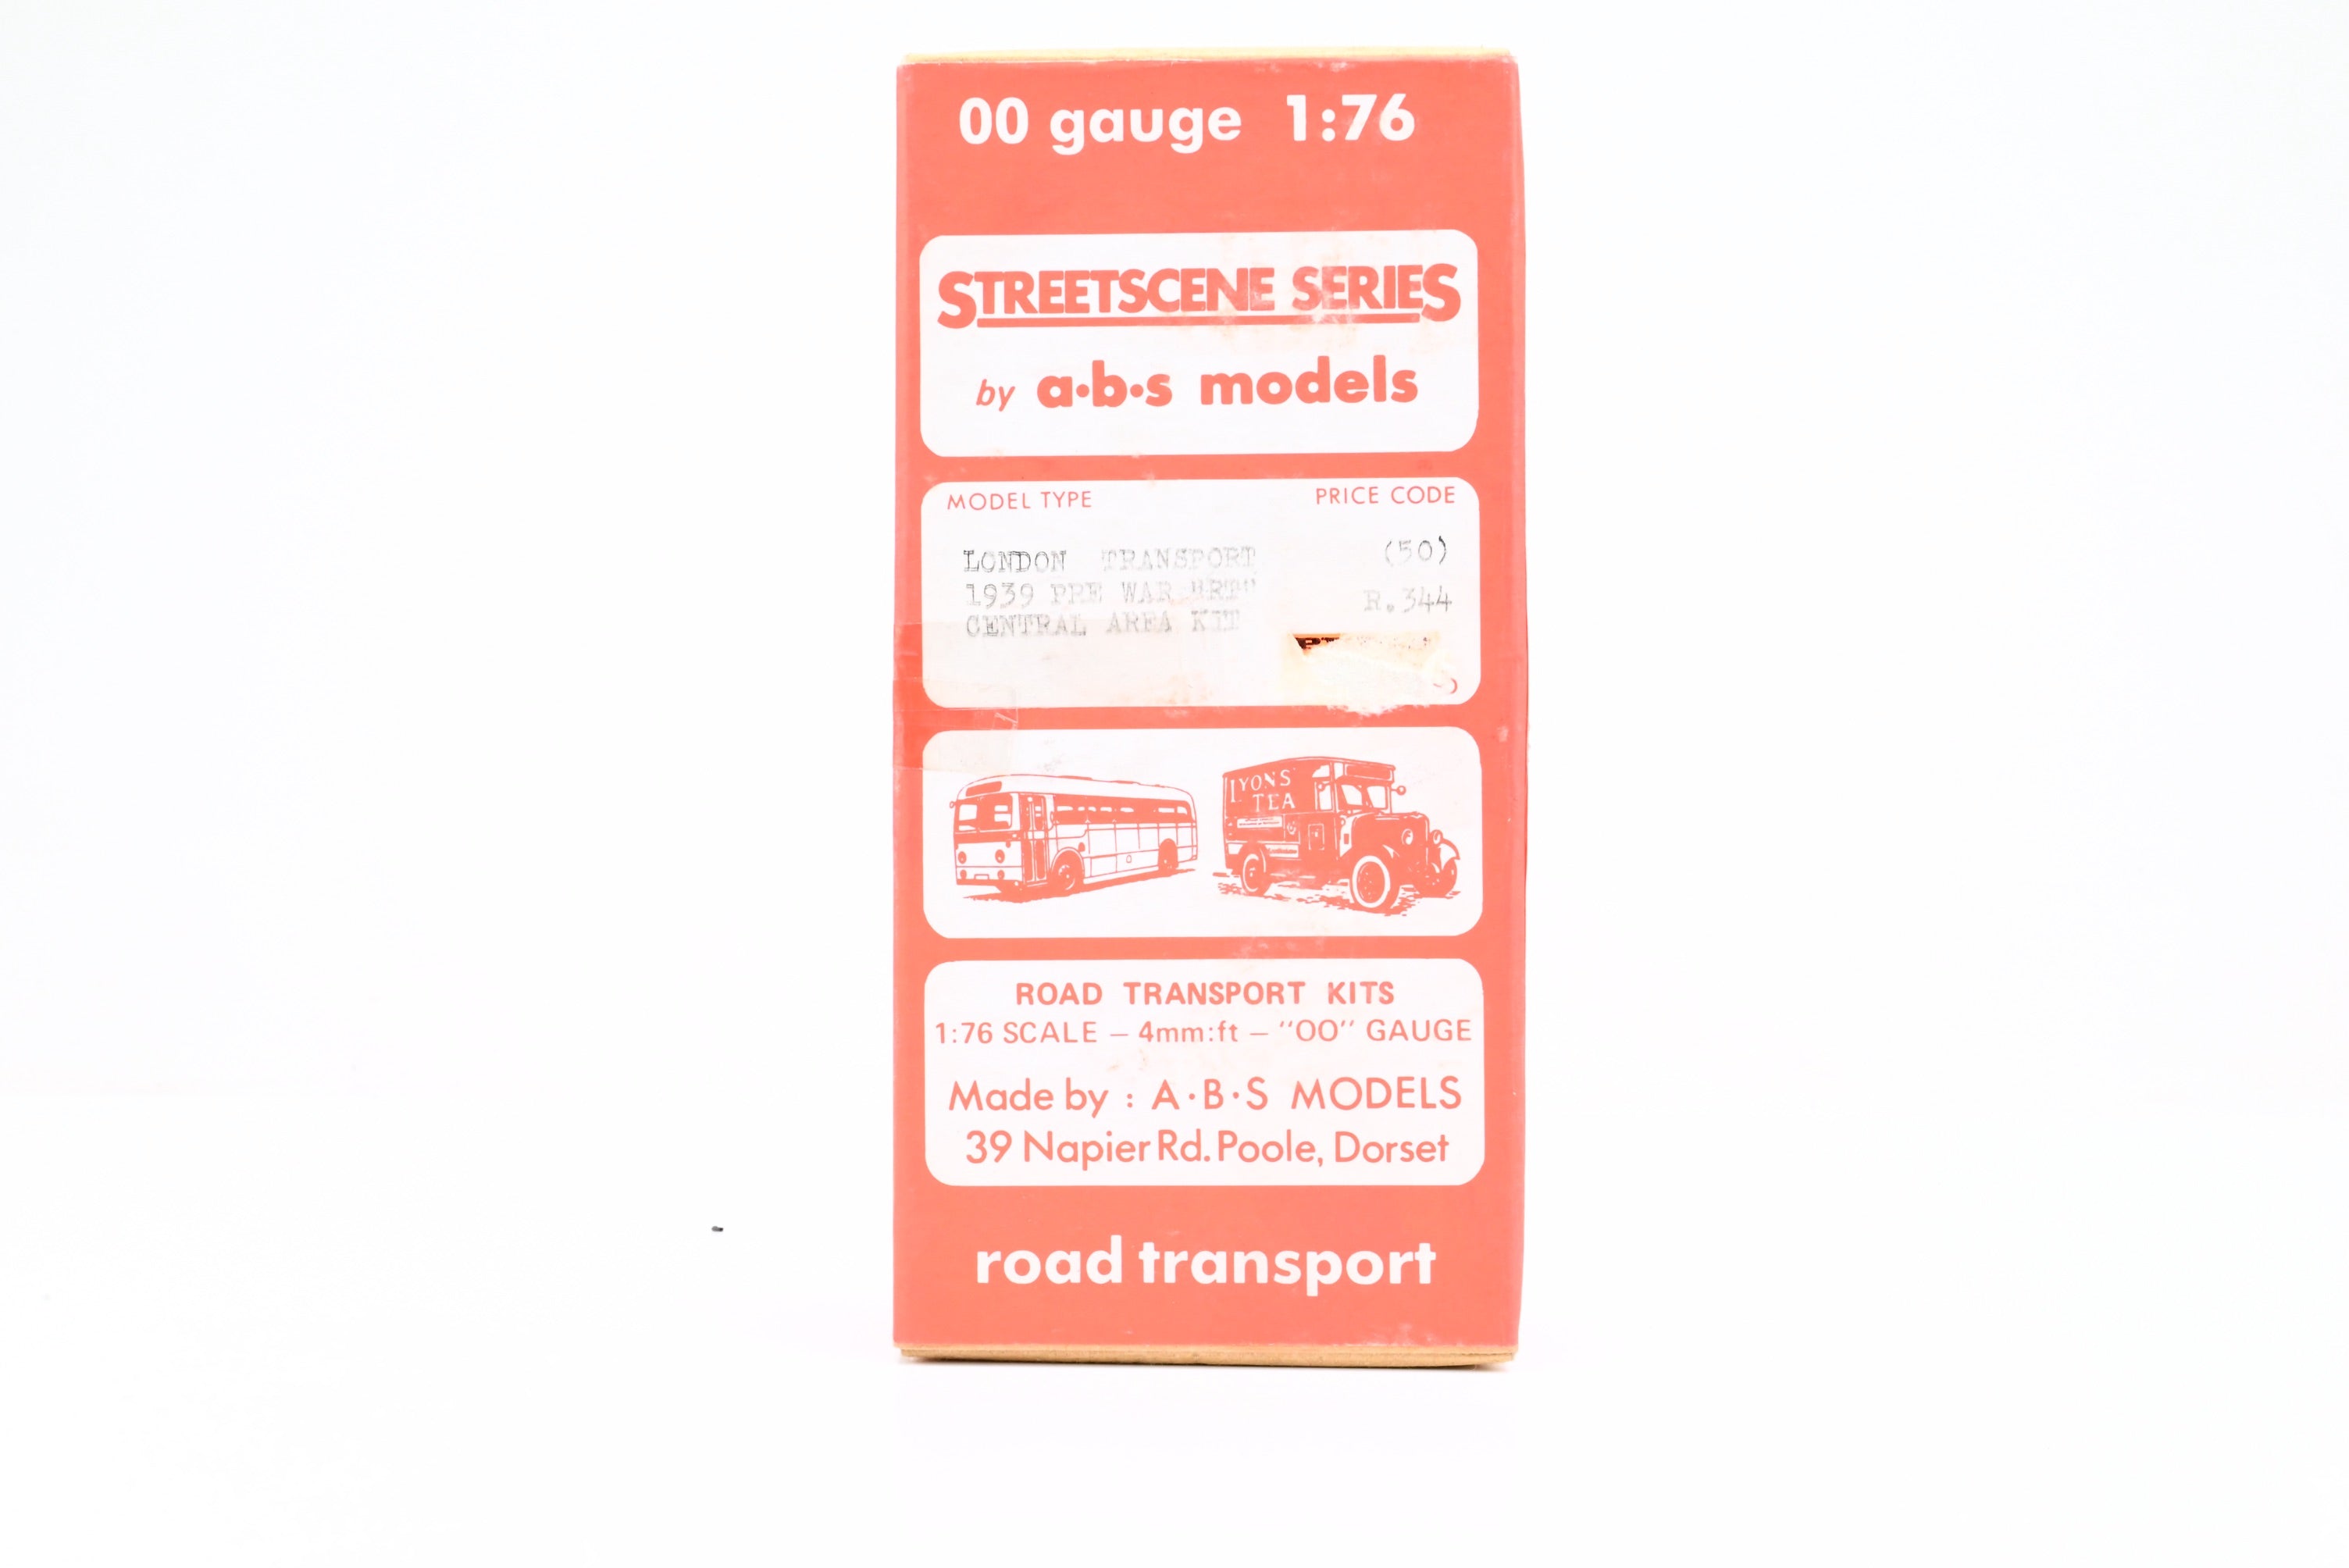 00 gauge 1:76
STREETSCENE SERIES
by a·b·s models
MODEL TYPE PRICE CODE
LONDON TRANSPORT (50)
1939 PRE WAR "RT" R.344
CENTRAL AREA KIT
LYONS'
TEA
ROAD TRANSPORT KITS
1:76 SCALE – 4mm:ft – "OO" GAUGE
Made by : A·B·S MODELS
39 Napier Rd. Poole, Dorset
road transport